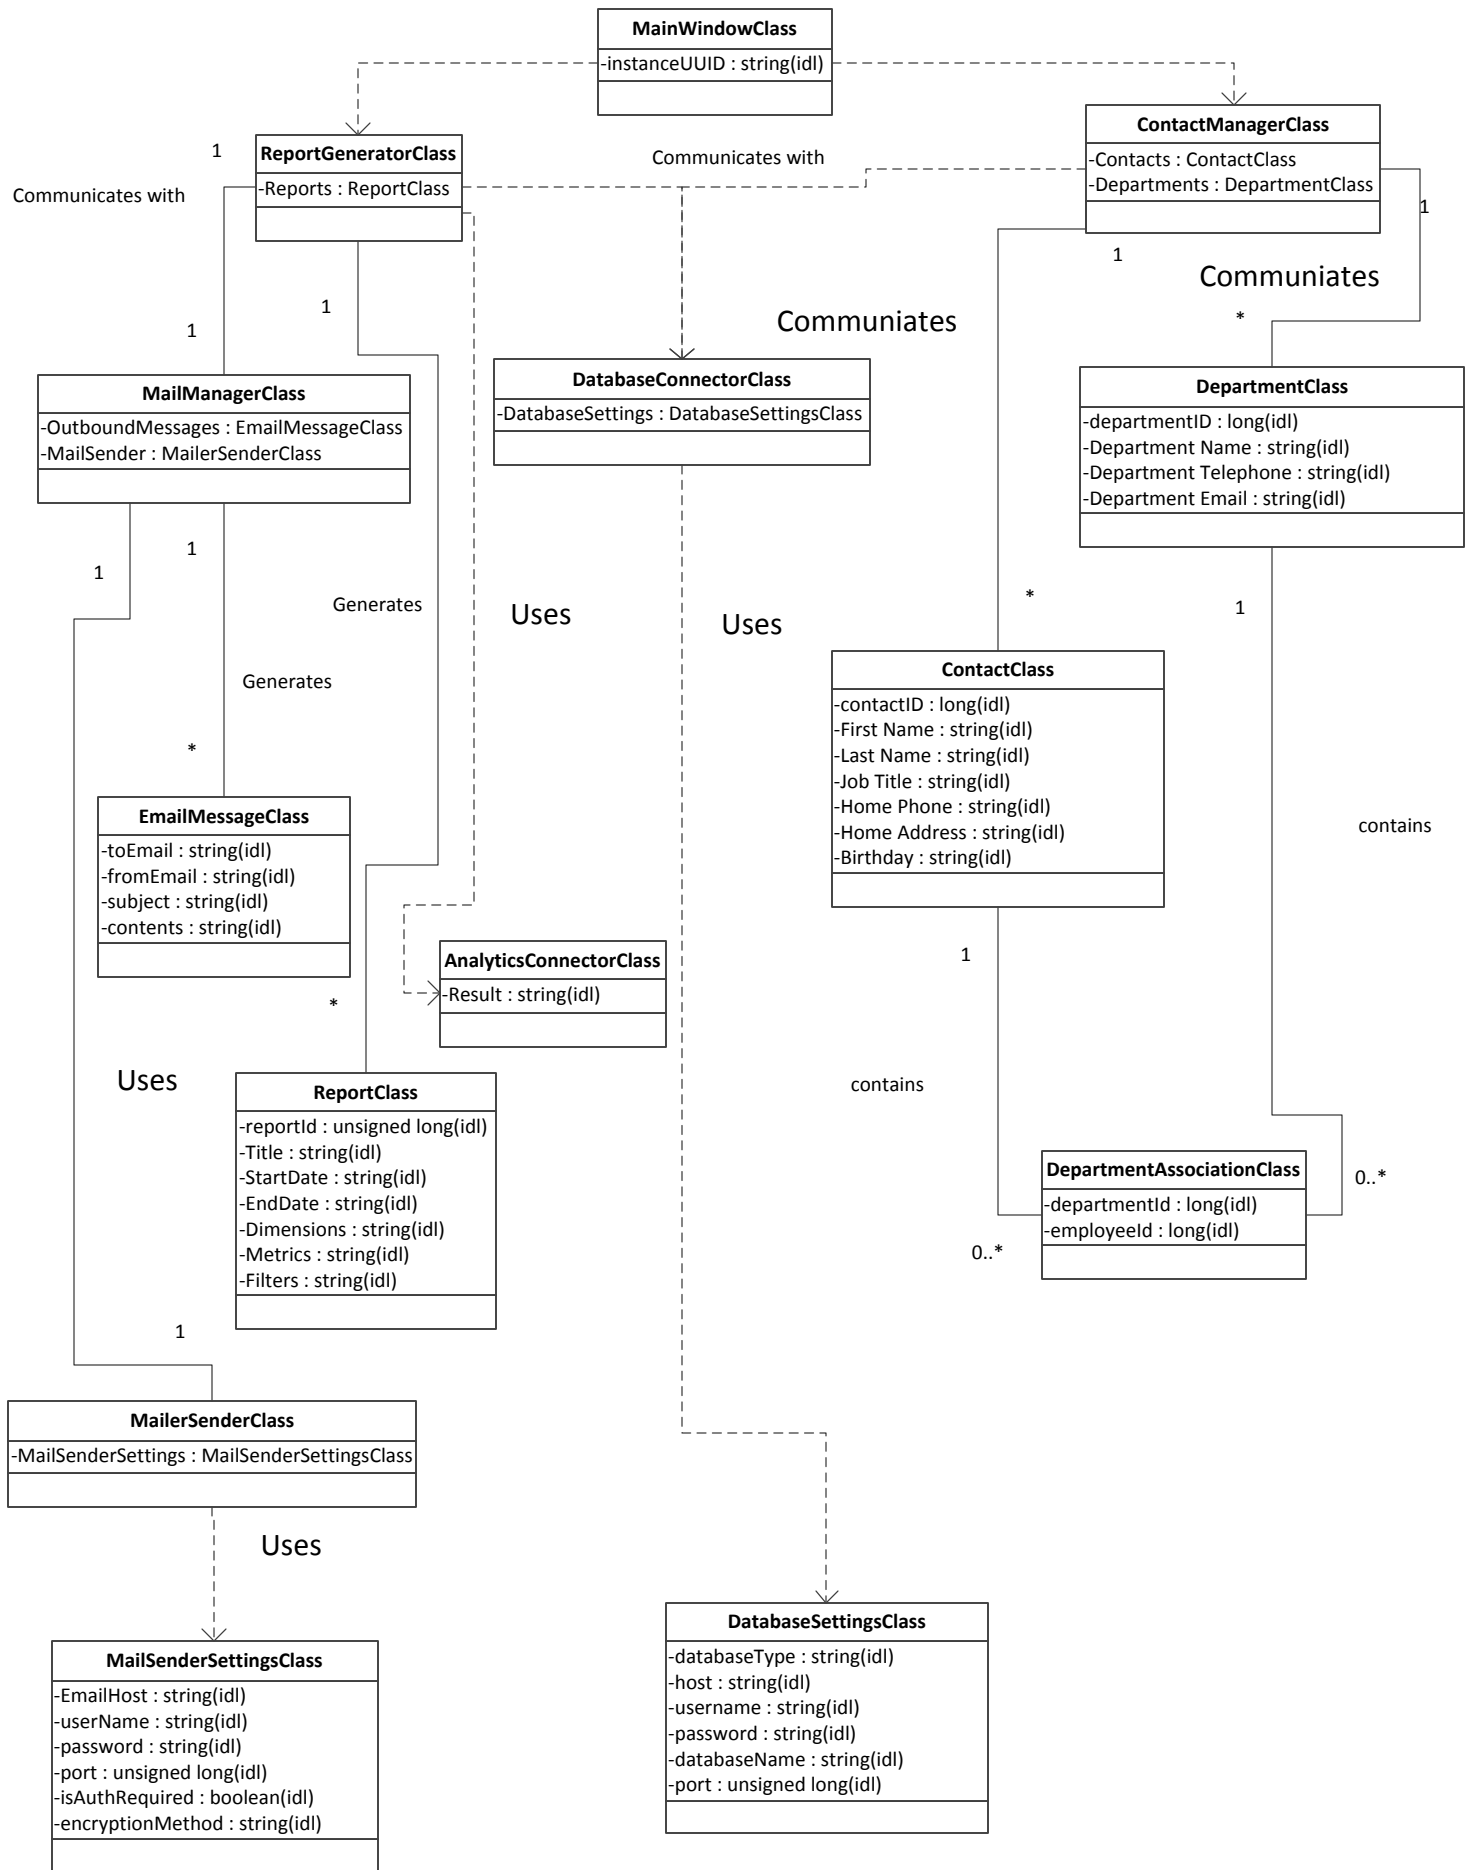 MainWindowClass
-instanceUUID : string(idl)
ContactManagerClass
-Contacts : ContactClass
-Departments : DepartmentClass
1
ReportGeneratorClass
-Reports : ReportClass
Communicates with
Communicates with
1
1
Communiates
1
1
Communiates
*
MailManagerClass
-OutboundMessages : EmailMessageClass
-MailSender : MailerSenderClass
DatabaseConnectorClass
-DatabaseSettings : DatabaseSettingsClass
DepartmentClass
-departmentID : long(idl)
-Department Name : string(idl)
-Department Telephone : string(idl)
-Department Email : string(idl)
1
1
Generates
Uses
Uses
*
1
Generates
*
ContactClass
-contactID : long(idl)
-First Name : string(idl)
-Last Name : string(idl)
-Job Title : string(idl)
-Home Phone : string(idl)
-Home Address : string(idl)
-Birthday : string(idl)
contains
EmailMessageClass
-toEmail : string(idl)
-fromEmail : string(idl)
-subject : string(idl)
-contents : string(idl)
AnalyticsConnectorClass
-Result : string(idl)
1
*
Uses
contains
ReportClass
-reportId : unsigned long(idl)
-Title : string(idl)
-StartDate : string(idl)
-EndDate : string(idl)
-Dimensions : string(idl)
-Metrics : string(idl)
-Filters : string(idl)
DepartmentAssociationClass
-departmentId : long(idl)
-employeeId : long(idl)
0..*
0..*
1
MailerSenderClass
-MailSenderSettings : MailSenderSettingsClass
Uses
MailSenderSettingsClass
-EmailHost : string(idl)
-userName : string(idl)
-password : string(idl)
-port : unsigned long(idl)
-isAuthRequired : boolean(idl)
-encryptionMethod : string(idl)
DatabaseSettingsClass
-databaseType : string(idl)
-host : string(idl)
-username : string(idl)
-password : string(idl)
-databaseName : string(idl)
-port : unsigned long(idl)